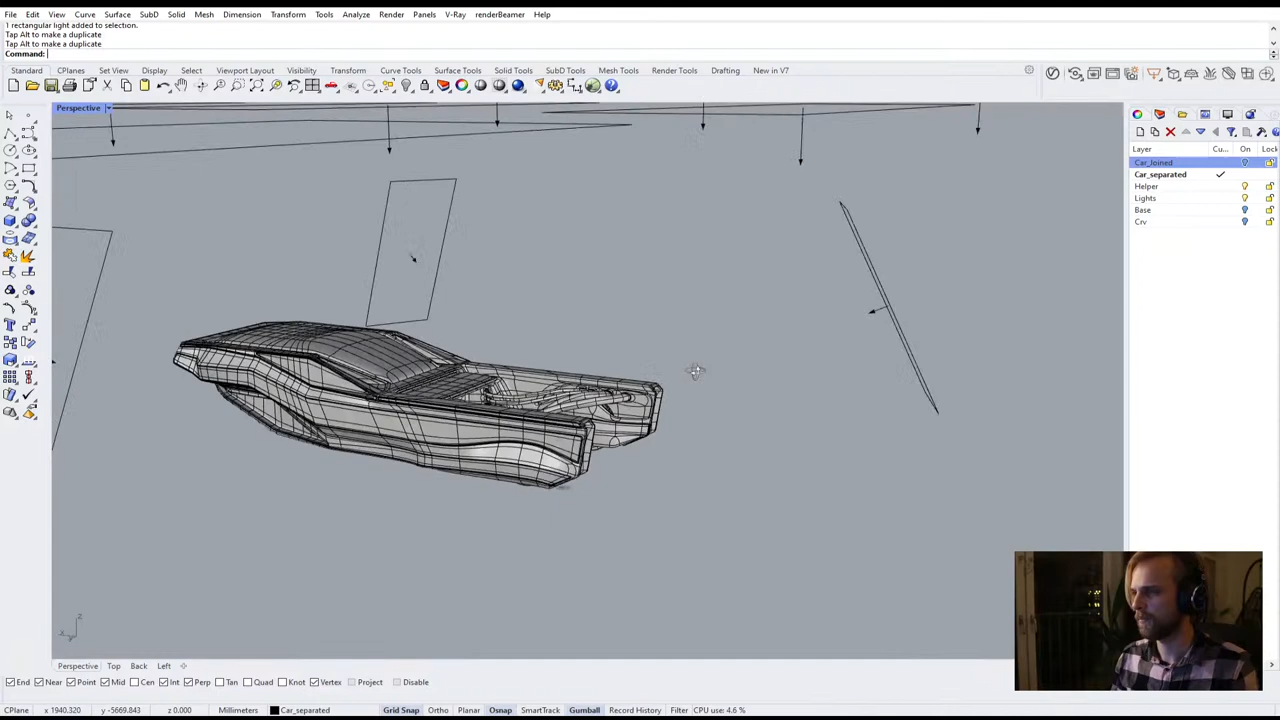 File Edit View Curve Surface SubD Solid Mesh Dimension Transform Tools Analyze Render Panels V-Ray renderBeamer Help
1 rectangular light added to selection.
Tap Alt to make a duplicate
Tap Alt to make a duplicate
Command:
Standard CPlanes Set View Display Select Viewport Layout Visibility Transform Curve Tools Surface Tools Solid Tools SubD Tools Mesh Tools Render Tools Drafting New in V7
Perspective
Layer Cu... On Lock
Car_Joined
Car_separated
Helper
Lights
Base
Crv
z
x
y
Perspective Top Back Left
End Near Point Mid Cen Int Perp Tan Quad Knot Vertex Project Disable
x 1940.320 y -5669.843 z 0.000 Millimeters Car_separated Grid Snap Ortho Planar Osnap SmartTrack Gumball Record History Filter CPU use: 4.6 %